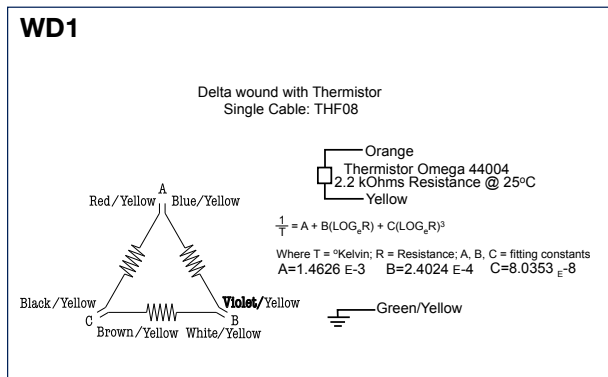 WD1
Delta wound with Thermistor
Single Cable: THF08
Orange
Thermistor Omega 44004
2.2 kOhms Resistance @ 25ºC
Yellow
A
Red/Yellow Blue/Yellow
1/T = A + B(LOGeR) + C(LOGeR)³
Where T = ºKelvin; R = Resistance; A, B, C = fitting constants
A=1.4626 E-3 B=2.4024 E-4 C=8.0353 E-8
Black/Yellow Violet/Yellow
C B
Brown/Yellow White/Yellow
Green/Yellow